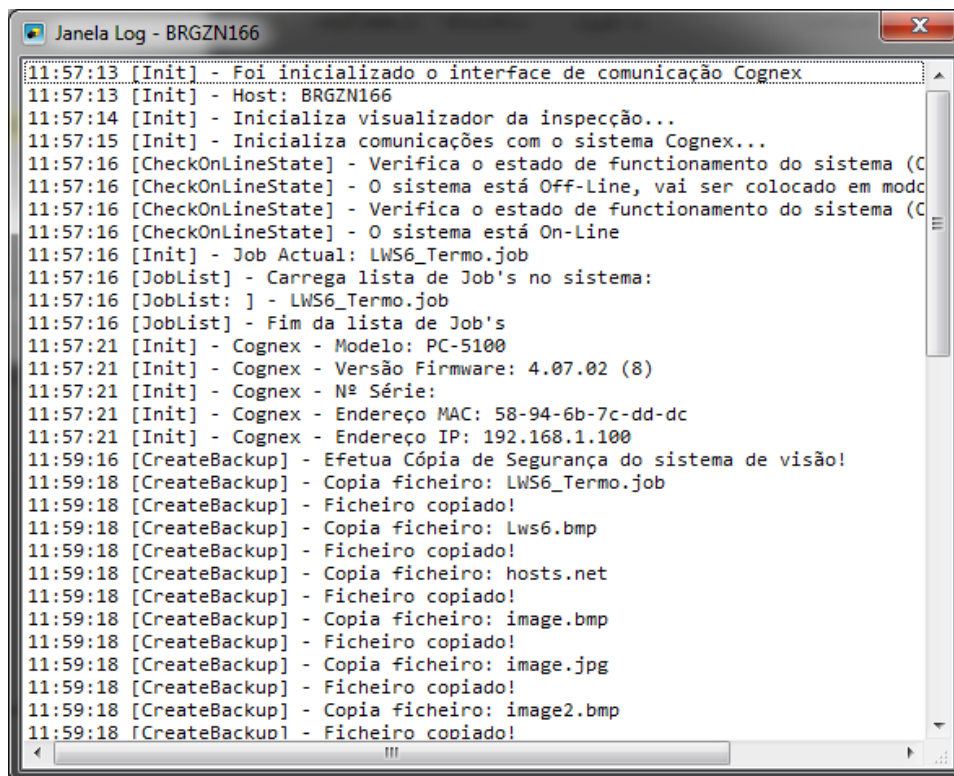 Janela Log - BRGZN166
11:57:13 [Init] - Foi inicializado o interface de comunicação Cognex
11:57:13 [Init] - Host: BRGZN166
11:57:14 [Init] - Inicializa visualizador da inspecção...
11:57:15 [Init] - Inicializa comunicações com o sistema Cognex...
11:57:16 [CheckOnLineState] - Verifica o estado de functionamento do sistema (
11:57:16 [CheckOnLineState] - O sistema está Off-Line, vai ser colocado em modo
11:57:16 [CheckOnLineState] - Verifica o estado de functionamento do sistema (
11:57:16 [CheckOnLineState] - O sistema está On-Line
11:57:16 [Init] - Job Actual: LWS6_Termo.job
11:57:16 [JobList] - Carrega lista de Job's no sistema:
11:57:16 [JobList: ] - LWS6_Termo.job
11:57:16 [JobList] - Fim da lista de Job's
11:57:21 [Init] - Cognex - Modelo: PC-5100
11:57:21 [Init] - Cognex - Versão Firmware: 4.07.02 (8)
11:57:21 [Init] - Cognex - Nº Série:
11:57:21 [Init] - Cognex - Endereço MAC: 58-94-6b-7c-dd-dc
11:57:21 [Init] - Cognex - Endereço IP: 192.168.1.100
11:59:16 [CreateBackup] - Efetua Cópia de Segurança do sistema de visão!
11:59:18 [CreateBackup] - Copia ficheiro: LWS6_Termo.job
11:59:18 [CreateBackup] - Ficheiro copiado!
11:59:18 [CreateBackup] - Copia ficheiro: Lws6.bmp
11:59:18 [CreateBackup] - Ficheiro copiado!
11:59:18 [CreateBackup] - Copia ficheiro: hosts.net
11:59:18 [CreateBackup] - Ficheiro copiado!
11:59:18 [CreateBackup] - Copia ficheiro: image.bmp
11:59:18 [CreateBackup] - Ficheiro copiado!
11:59:18 [CreateBackup] - Copia ficheiro: image.jpg
11:59:18 [CreateBackup] - Ficheiro copiado!
11:59:18 [CreateBackup] - Copia ficheiro: image2.bmp
11:59:18 [CreateBackup] - Ficheiro copiado!